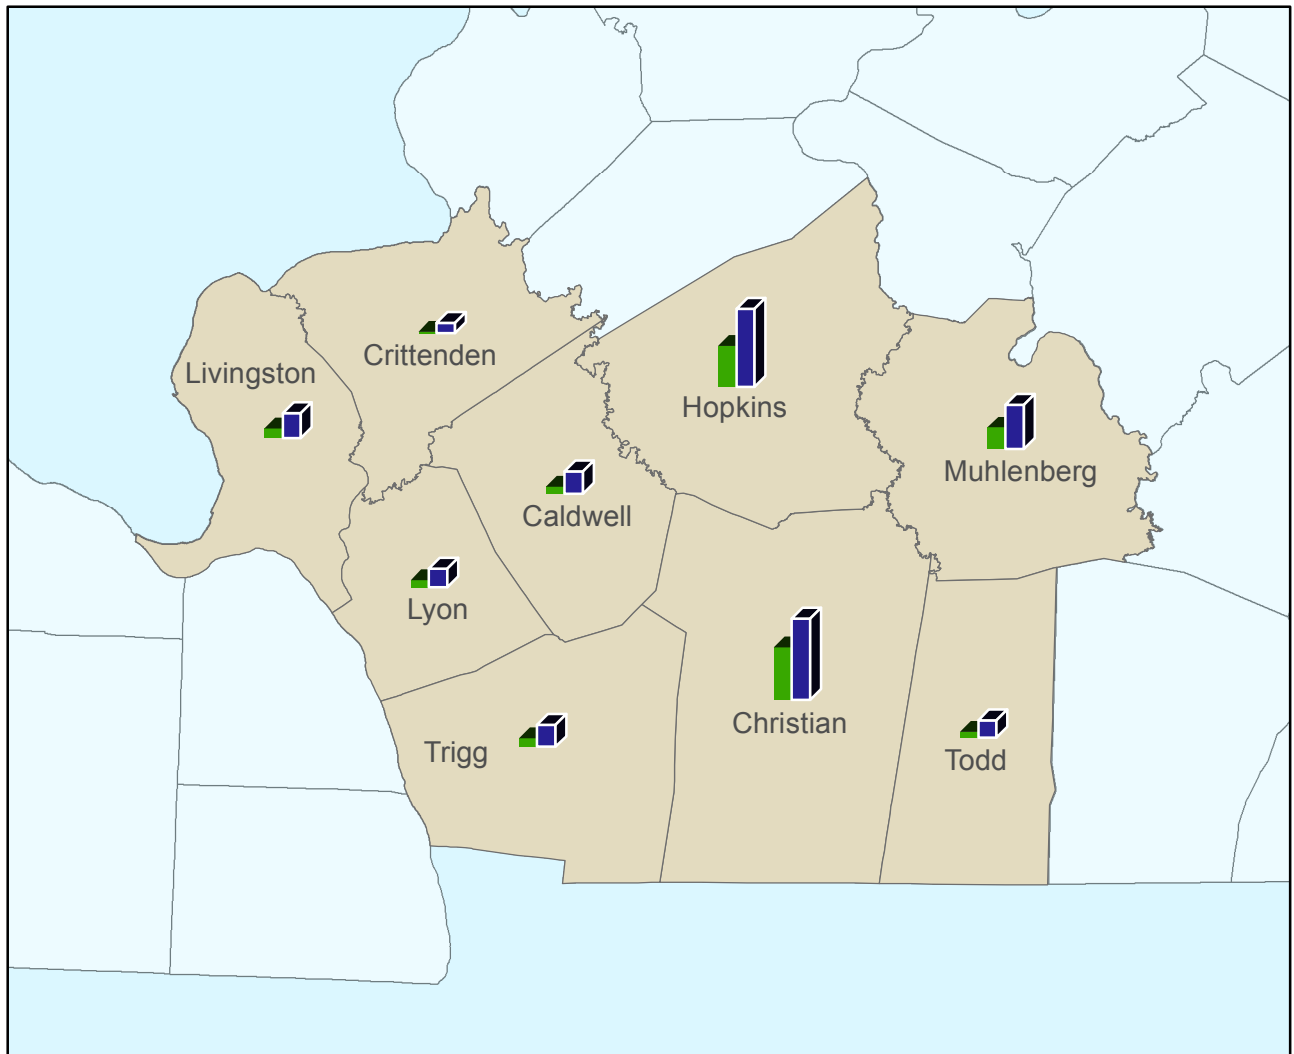 Crittenden
Livingston
Hopkins
Muhlenberg
Caldwell
Lyon
Christian
Trigg
Todd